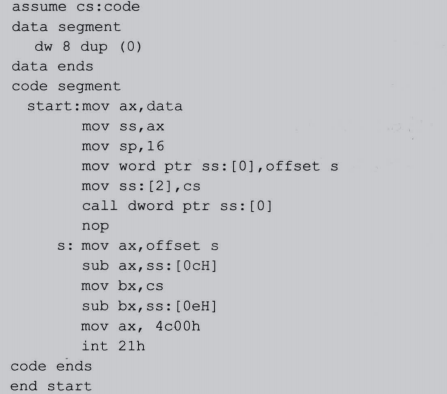 assume cs:code
data segment
   dw 8 dup (0)
data ends
code segment
  start:mov ax,data
        mov ss,ax
        mov sp,16
        mov word ptr ss:[0],offset s
        mov ss:[2],cs
        call dword ptr ss:[0]
        nop
      s: mov ax,offset s
        sub ax,ss:[0cH]
        mov bx,cs
        sub bx,ss:[0eH]
        mov ax, 4c00h
        int 21h
code ends
end start